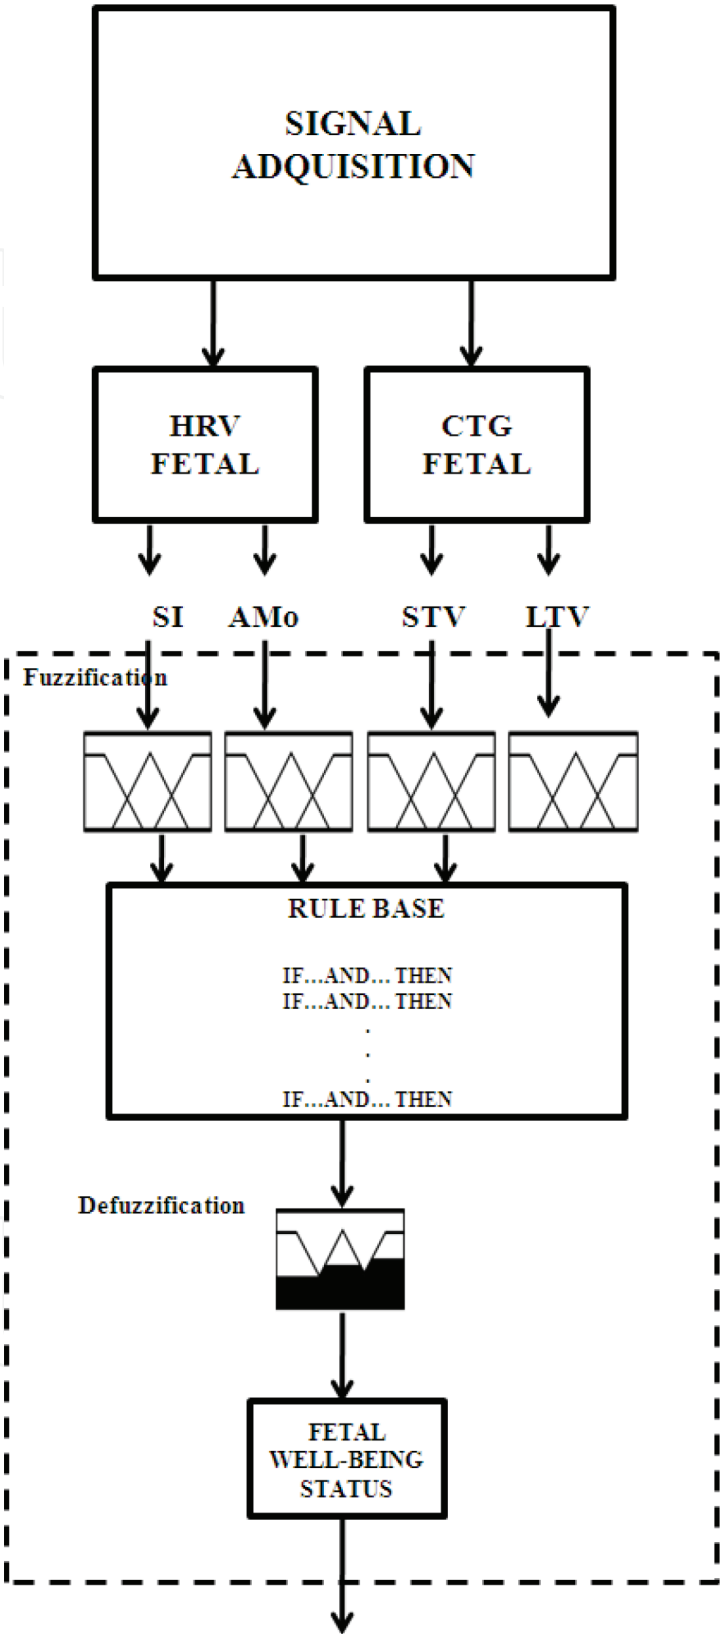 SIGNAL
ADQUISITION
HRV
FETAL
CTG
FETAL
SI AMo STV LTV
Fuzzification
RULE BASE
IF...AND... THEN
IF...AND... THEN
.
.
.
IF...AND... THEN
Defuzzification
FETAL
WELL-BEING
STATUS